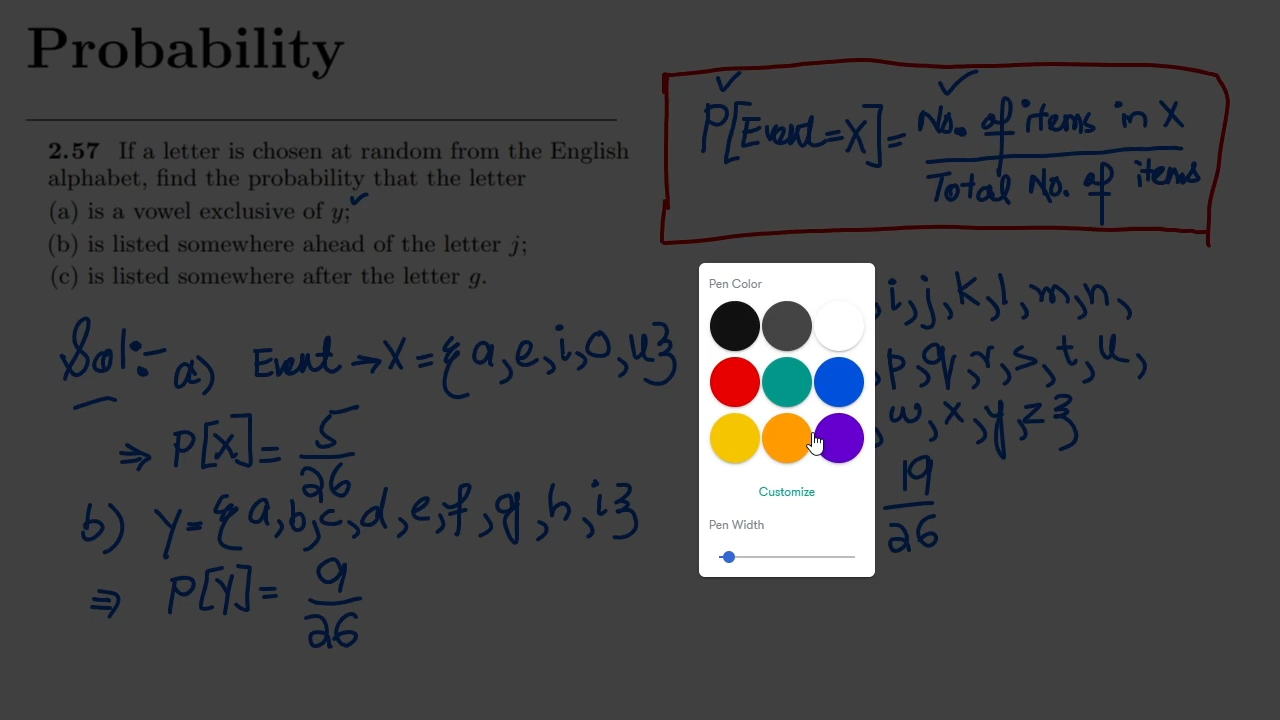 Probability
2.57 If a letter is chosen at random from the English
alphabet, find the probability that the letter
(a) is a vowel exclusive of y;
(b) is listed somewhere ahead of the letter j;
(c) is listed somewhere after the letter g.
P[Event=X]= No. of items in X
Total No. of items
Sol:- a) Event → X = {a,e,i,o,u}
⇒ P[X] = 5
26
b) Y = {a,b,c,d,e,f,g,h,i}
⇒ P[Y] = 9
26
,i,j,k,l,m,n,
,p,q,r,s,t,u,
,w,x,y,z}
19
26
Pen Color
Customize
Pen Width